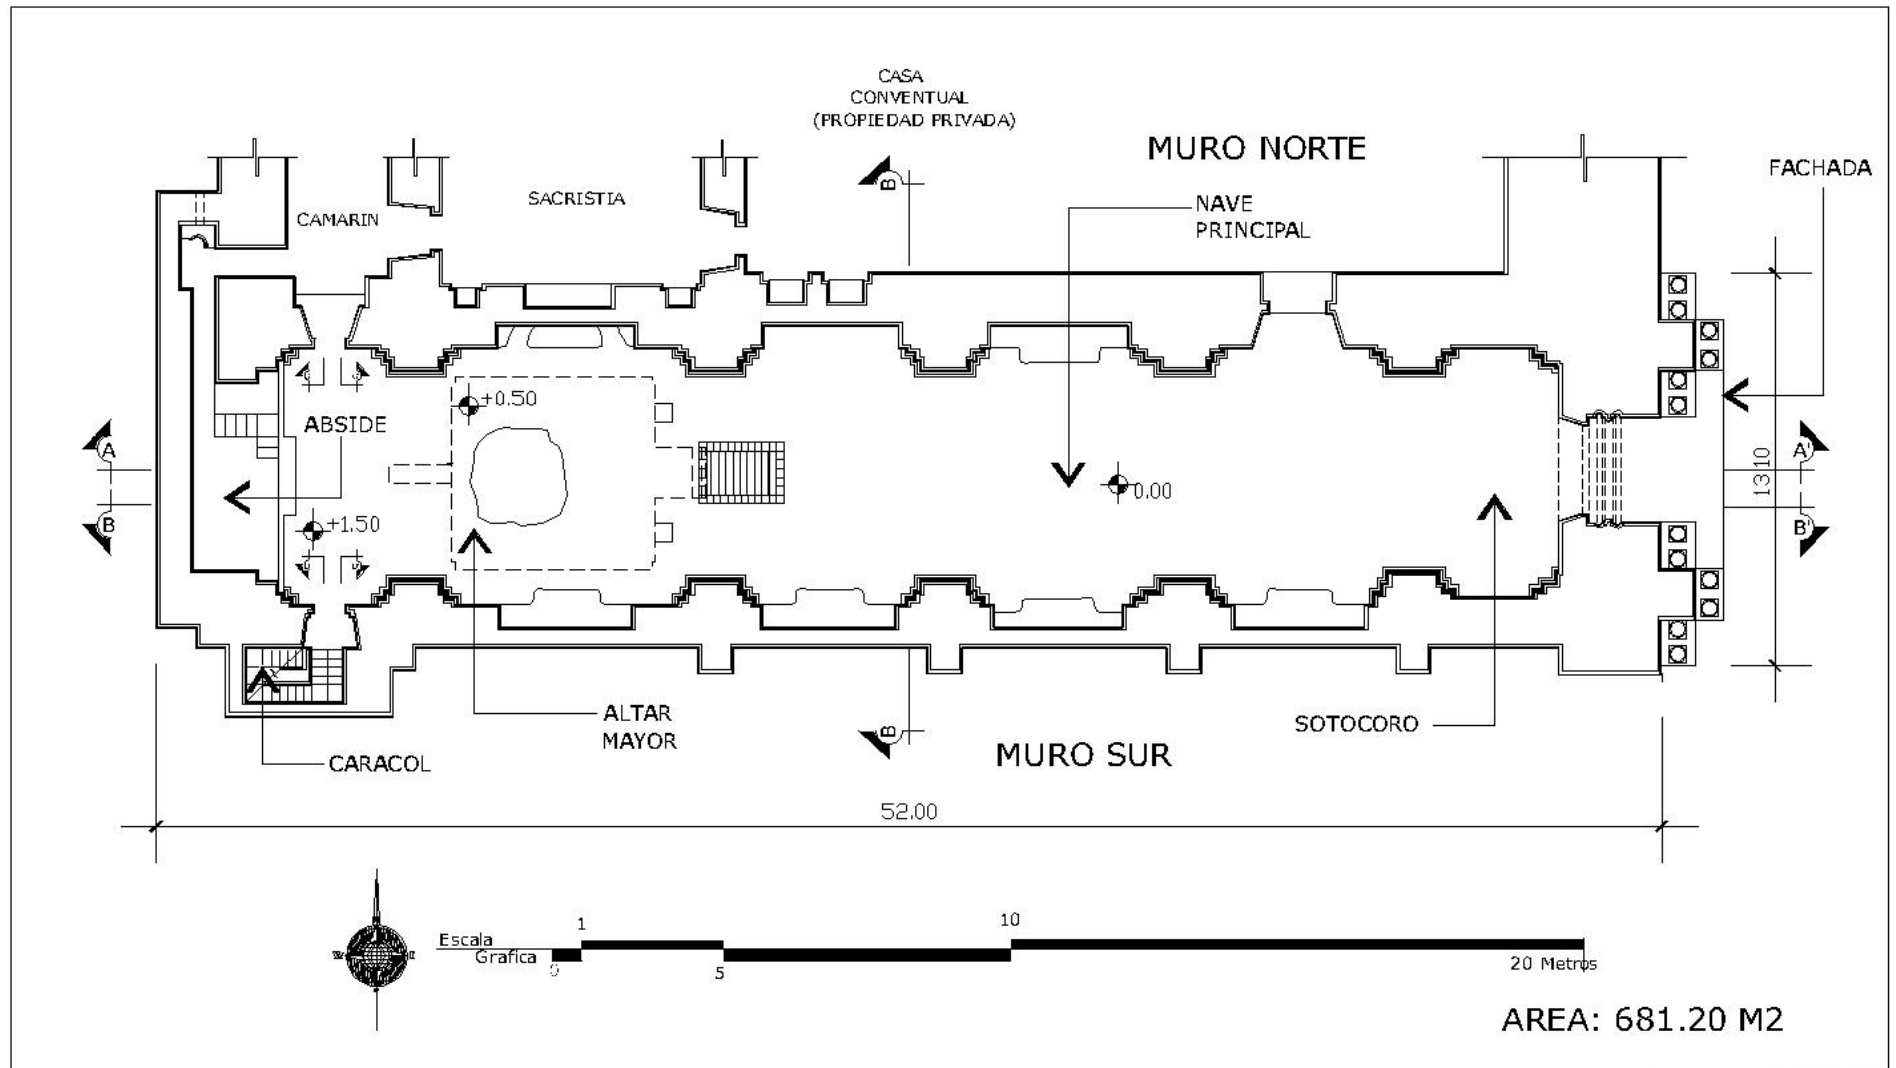 CASA
CONVENTUAL
(PROPIEDAD PRIVADA)
MURO NORTE
FACHADA
B
SACRISTIA
NAVE
PRINCIPAL
CAMARIN
+0.50
ABSIDE
A
A'
13.10
0.00
B
+1.50
B'
ALTAR
MAYOR
SOTOCORO
B
MURO SUR
CARACOL
52.00
1
10
Escala
Grafica
0
5
20 Metros
AREA: 681.20 M2